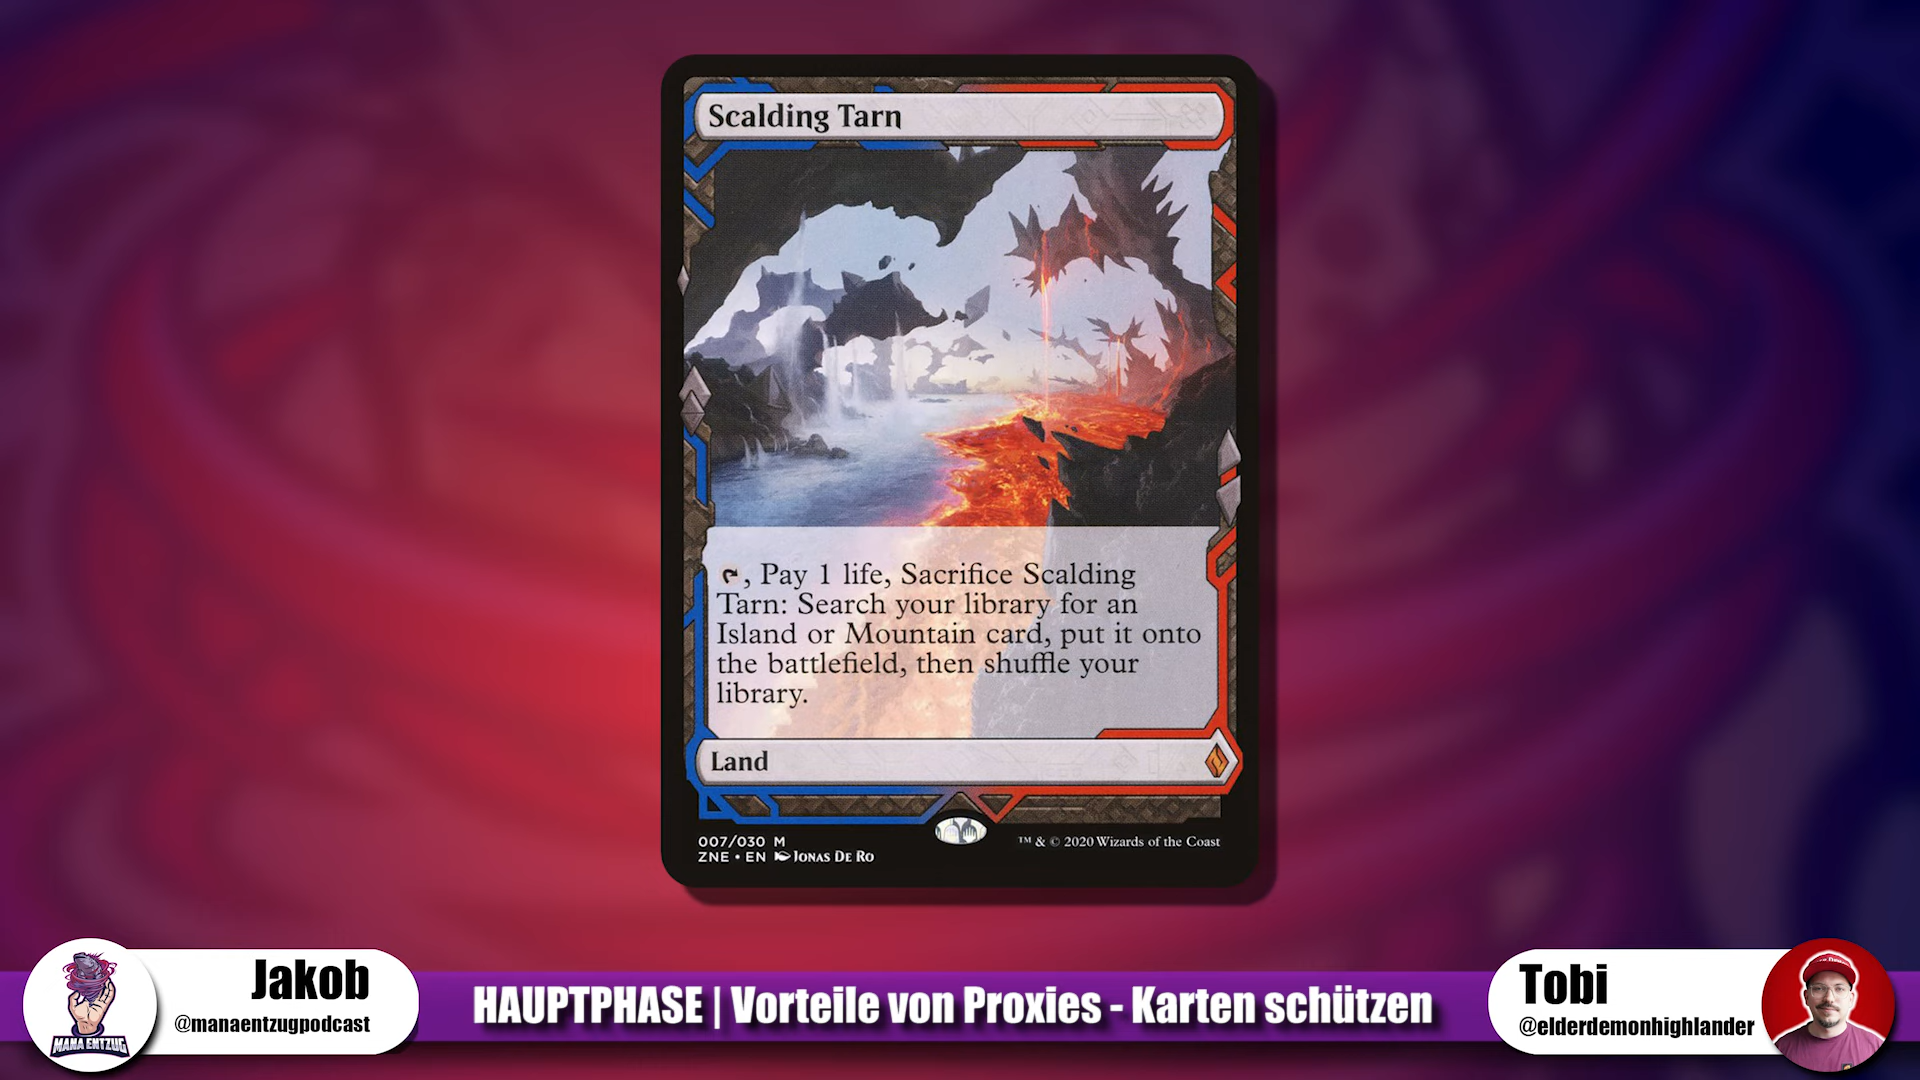 Scalding Tarn
, Pay 1 life, Sacrifice Scalding
Tarn: Search your library for an
Island or Mountain card, put it onto
the battlefield, then shuffle your
library.
Land
007/030 M
ZNE • EN JONAS DE RO
™ & © 2020 Wizards of the Coast
Jakob
@manaentzugpodcast
MANA ENTZUG
HAUPTPHASE | Vorteile von Proxies - Karten schützen
Tobi
@elderdemonhighlander